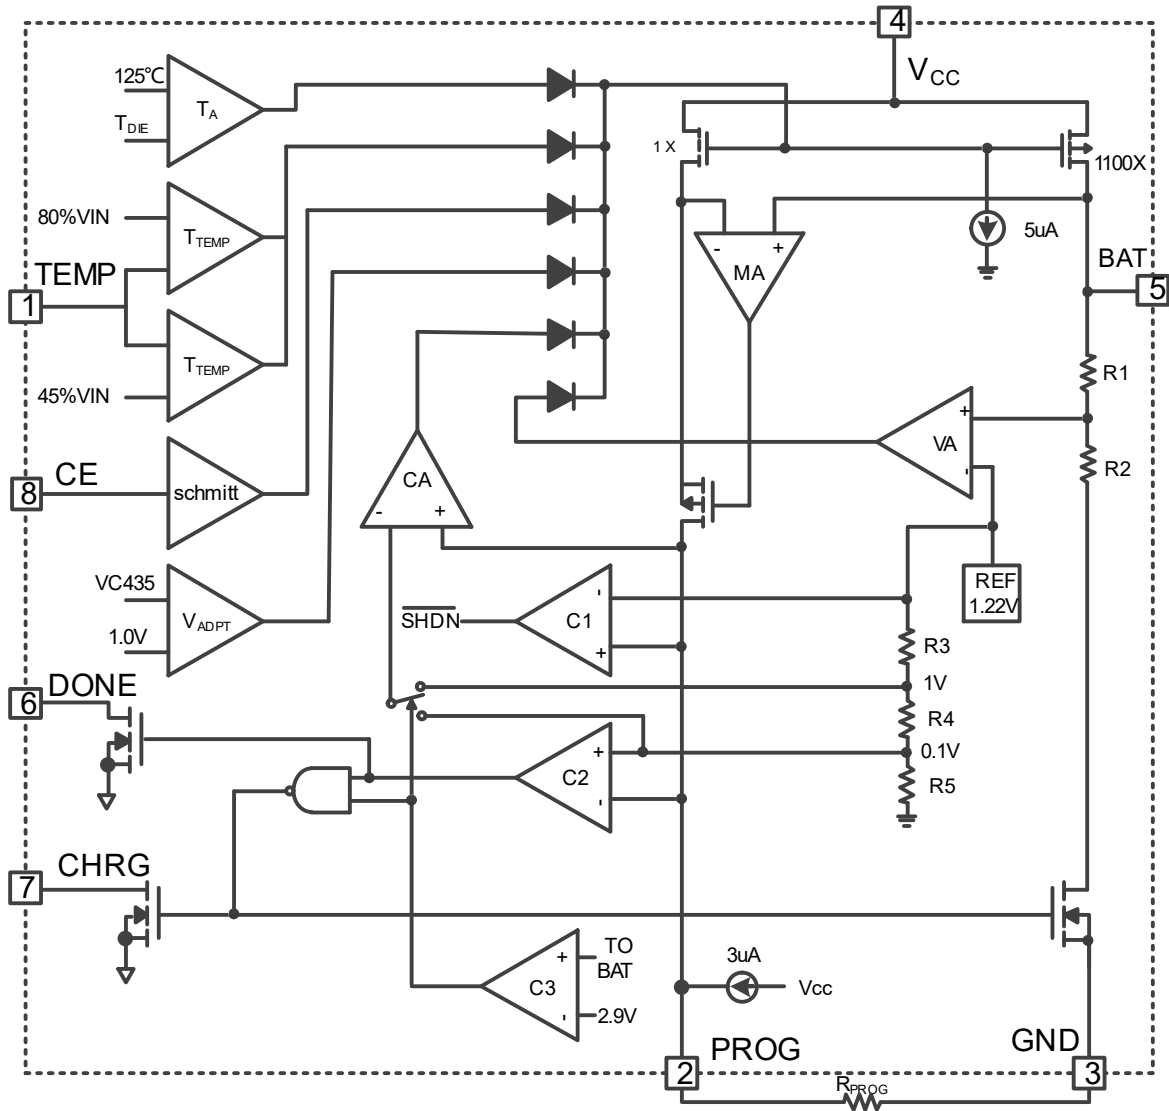 4
VCC
125℃
TA
TDIE
1 X
1100X
80%VIN
TTEMP
5uA
TEMP
1
- +
MA
BAT
5
TTEMP
45%VIN
R1
+
VA
-
R2
CE
8
schmitt
CA
- +
VC435
REF
1.22V
SHDN
C1
-
+
VADPT
1.0V
R3
DONE
6
1V
R4
+
C2
-
0.1V
R5
CHRG
7
TO
BAT
+
C3
-
2.9V
3uA
Vcc
PROG
2
GND
3
RPROG